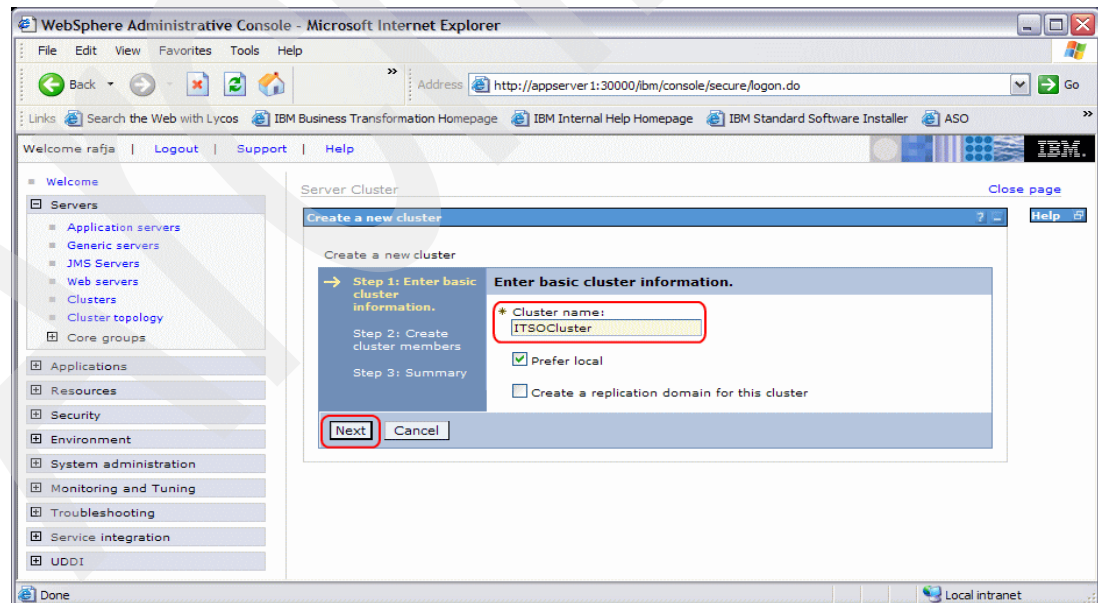 WebSphere Administrative Console - Microsoft Internet Explorer
File Edit View Favorites Tools Help
Back Address http://appserver1:30000/ibm/console/secure/logon.do Go
Links Search the Web with Lycos IBM Business Transformation Homepage IBM Internal Help Homepage IBM Standard Software Installer ASO
Welcome rafja | Logout | Support | Help IBM.
Welcome
Servers
Application servers
Generic servers
JMS Servers
Web servers
Clusters
Cluster topology
Core groups
Applications
Resources
Security
Environment
System administration
Monitoring and Tuning
Troubleshooting
Service integration
UDDI
Server Cluster Close page
Create a new cluster ? Help
Create a new cluster
Step 1: Enter basic
cluster
information.
Step 2: Create
cluster members
Step 3: Summary
Enter basic cluster information.
* Cluster name:
ITSOCluster
Prefer local
Create a replication domain for this cluster
Next Cancel
Done Local intranet